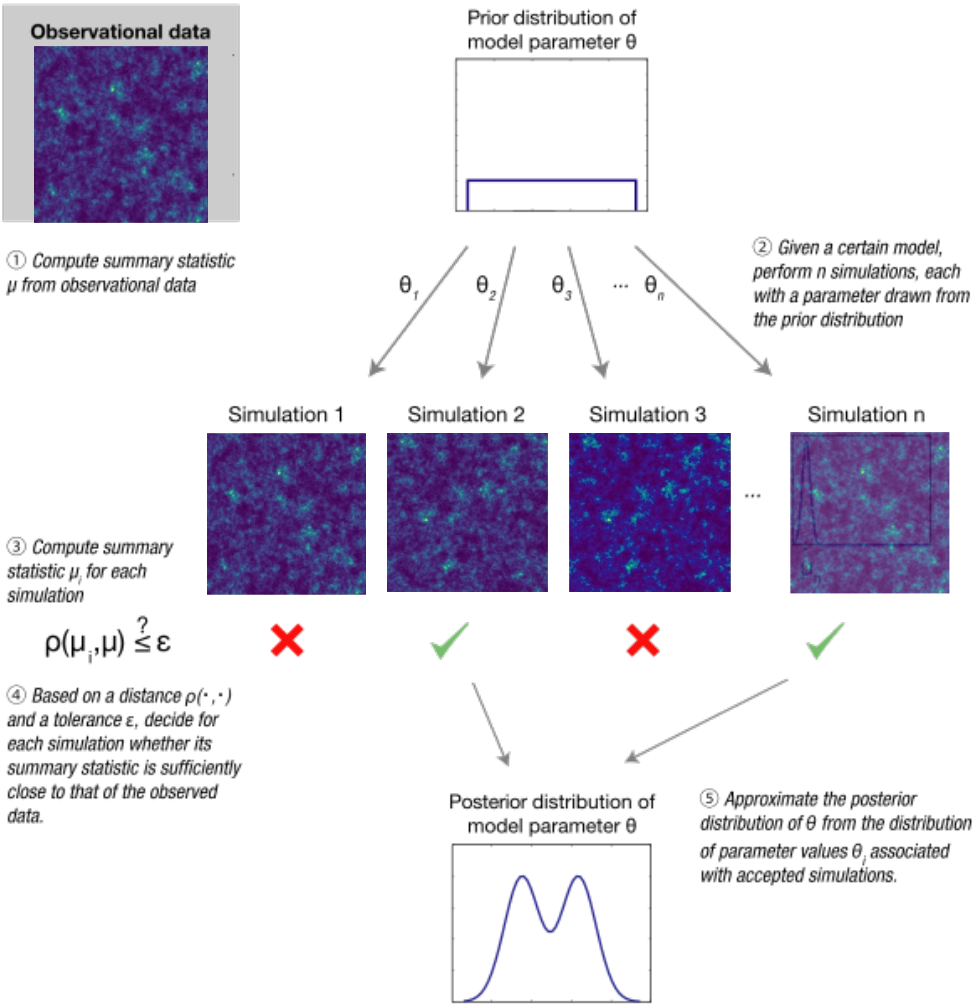 Observational data
Prior distribution of
model parameter θ
① Compute summary statistic
μ from observational data
② Given a certain model,
perform n simulations, each
with a parameter drawn from
the prior distribution
θ₁ θ₂ θ₃ ... θₙ
Simulation 1 Simulation 2 Simulation 3 Simulation n
...
③ Compute summary
statistic μᵢ for each
simulation
?
ρ(μᵢ,μ) ≤ ε
④ Based on a distance ρ(·,·)
and a tolerance ε, decide for
each simulation whether its
summary statistic is sufficiently
close to that of the observed
data.
Posterior distribution of
model parameter θ
⑤ Approximate the posterior
distribution of θ from the distribution
of parameter values θᵢ associated
with accepted simulations.